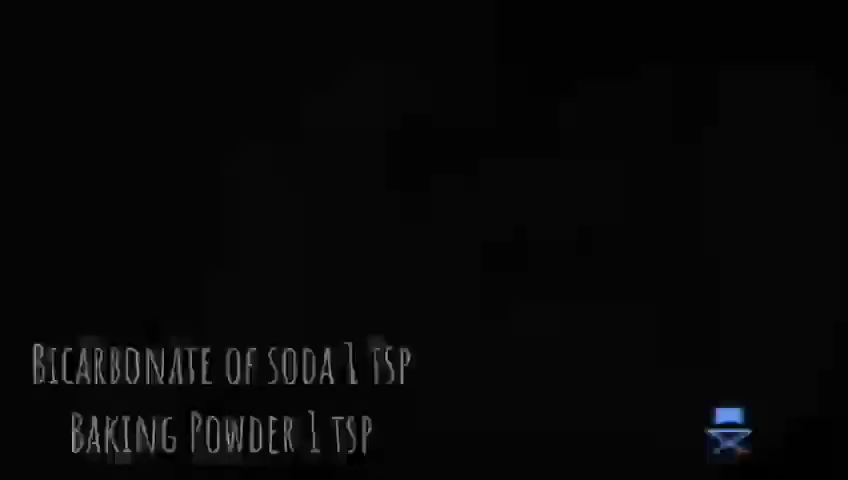 Bicarbonate of soda 1 tsp
Baking Powder 1 tsp